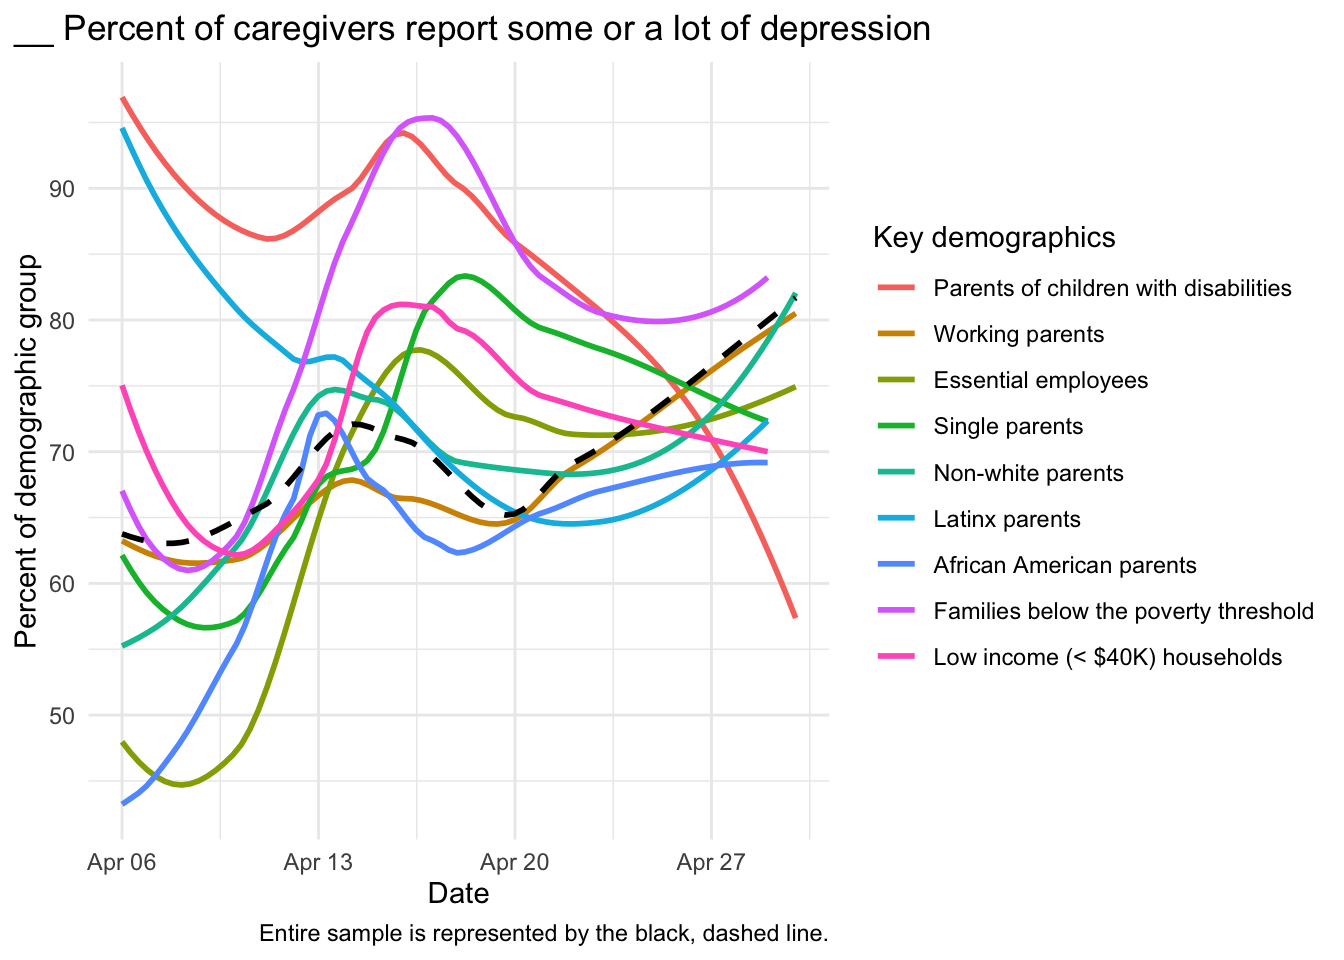 __ Percent of caregivers report some or a lot of depression
Percent of demographic group
90
80
70
60
50
Apr 06
Apr 13
Apr 20
Apr 27
Date
Entire sample is represented by the black, dashed line.
Key demographics
Parents of children with disabilities
Working parents
Essential employees
Single parents
Non-white parents
Latinx parents
African American parents
Families below the poverty threshold
Low income (< $40K) households